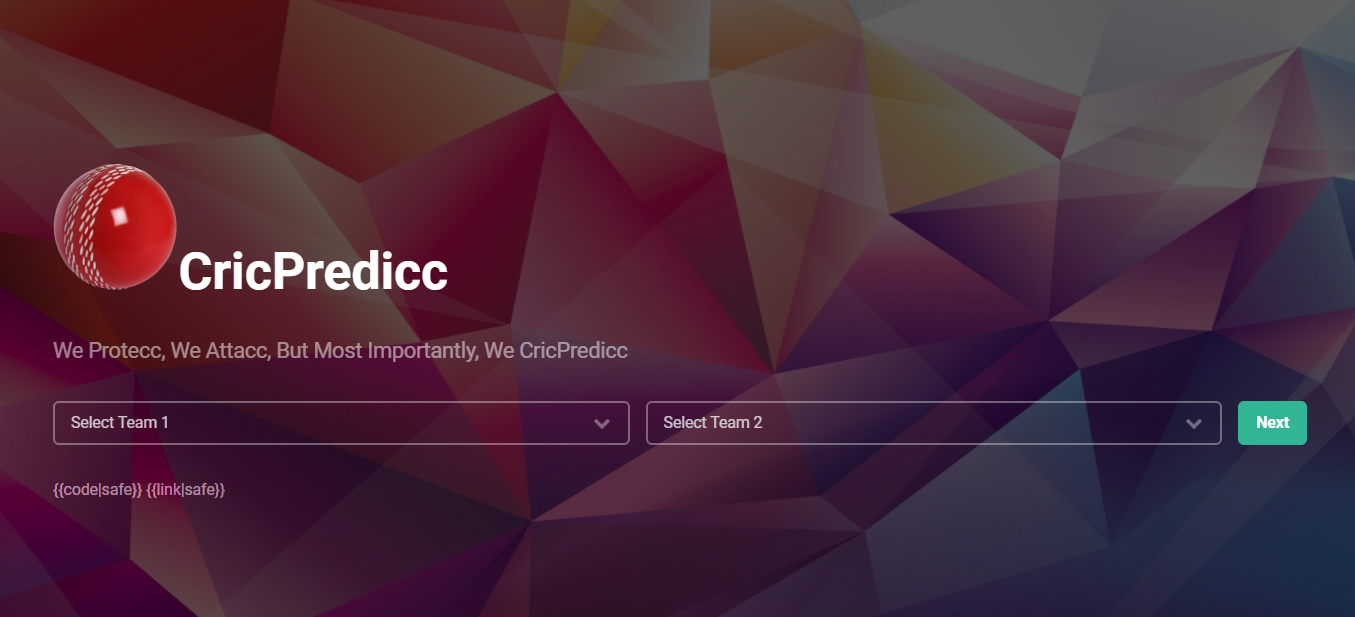 CricPredicc
We Protecc, We Attacc, But Most Importantly, We CricPredicc
Select Team 1
Select Team 2
Next
{{code|safe}} {{link|safe}}